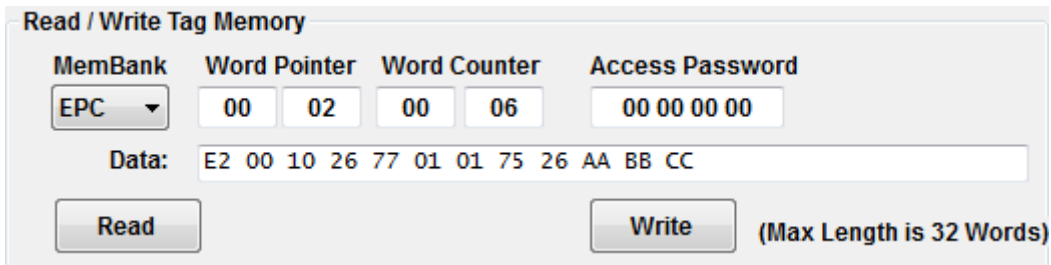 Read / Write Tag Memory
MemBank Word Pointer Word Counter Access Password
EPC 00 02 00 06 00 00 00 00
Data: E2 00 10 26 77 01 01 75 26 AA BB CC
Read Write (Max Length is 32 Words)